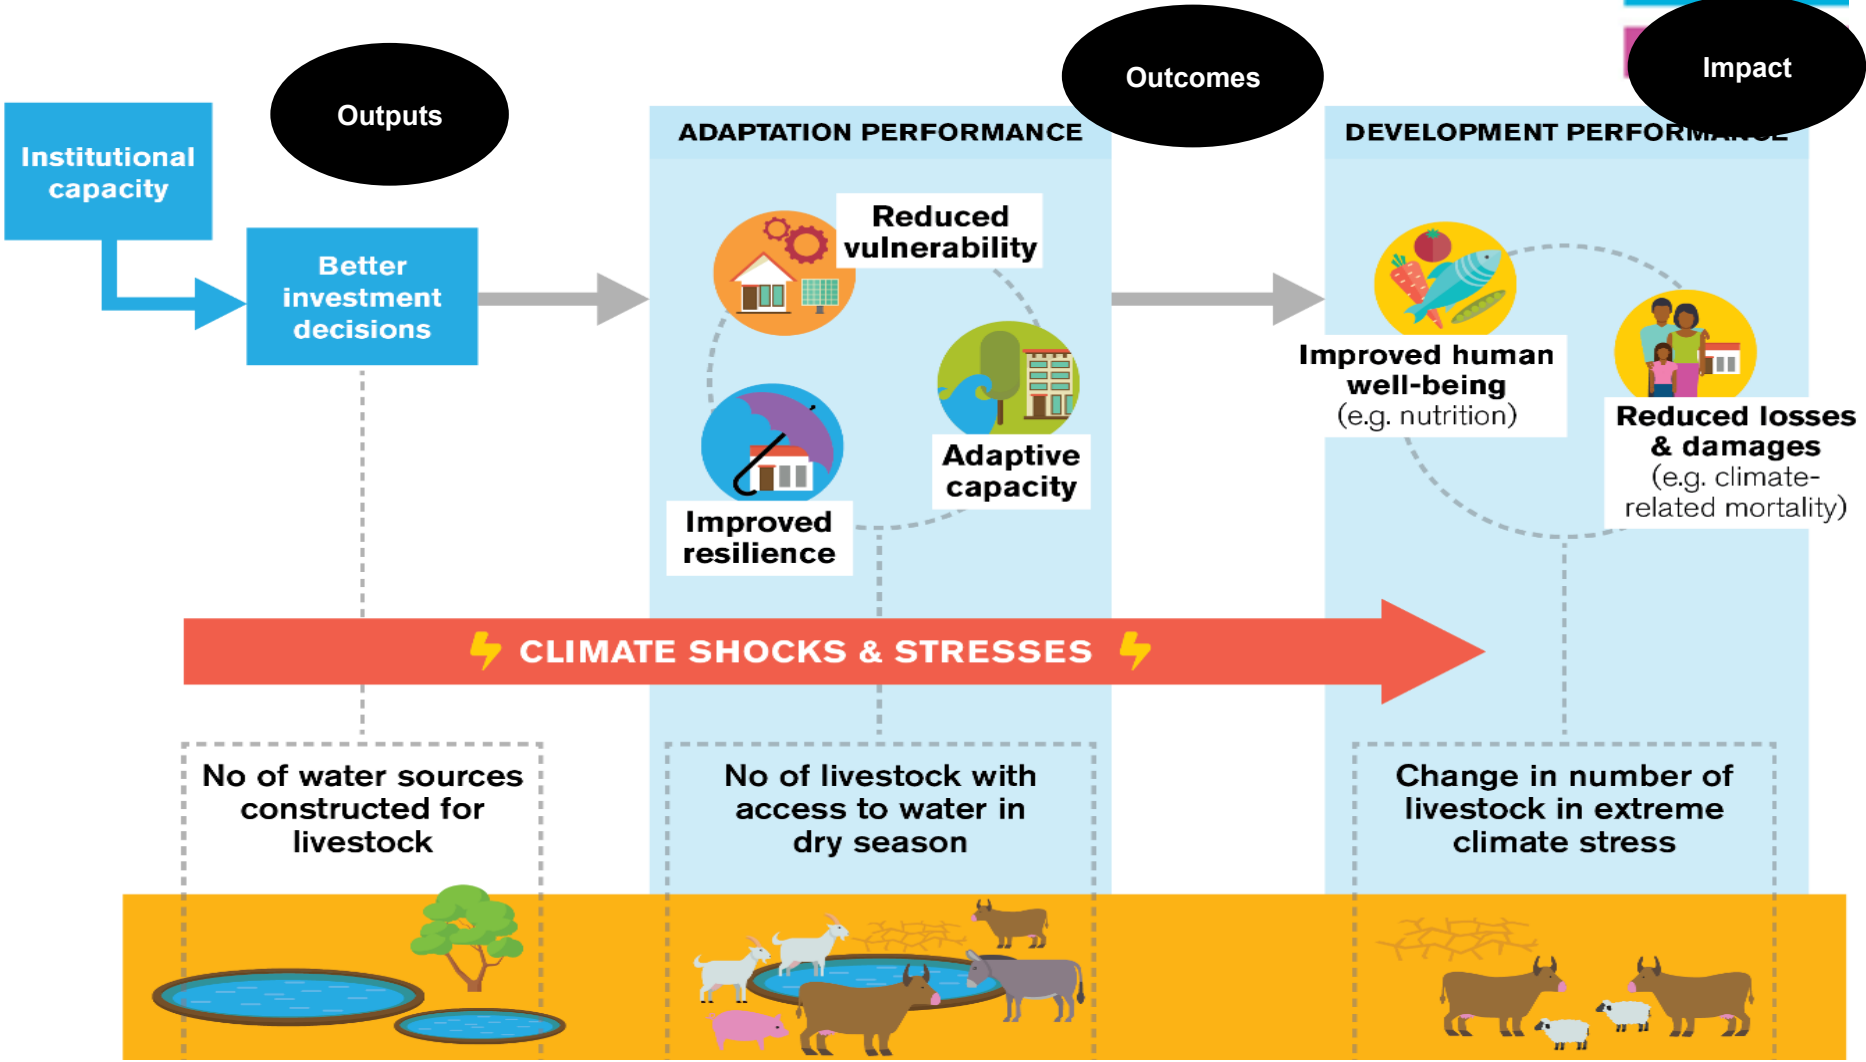 Outputs
Outcomes
Impact
Institutional
capacity
Better
investment
decisions
ADAPTATION PERFORMANCE
Reduced
vulnerability
Adaptive
capacity
Improved
resilience
DEVELOPMENT PERFORMANCE
Improved human
well-being
(e.g. nutrition)
Reduced losses
& damages
(e.g. climate-
related mortality)
CLIMATE SHOCKS & STRESSES
No of water sources
constructed for
livestock
No of livestock with
access to water in
dry season
Change in number of
livestock in extreme
climate stress